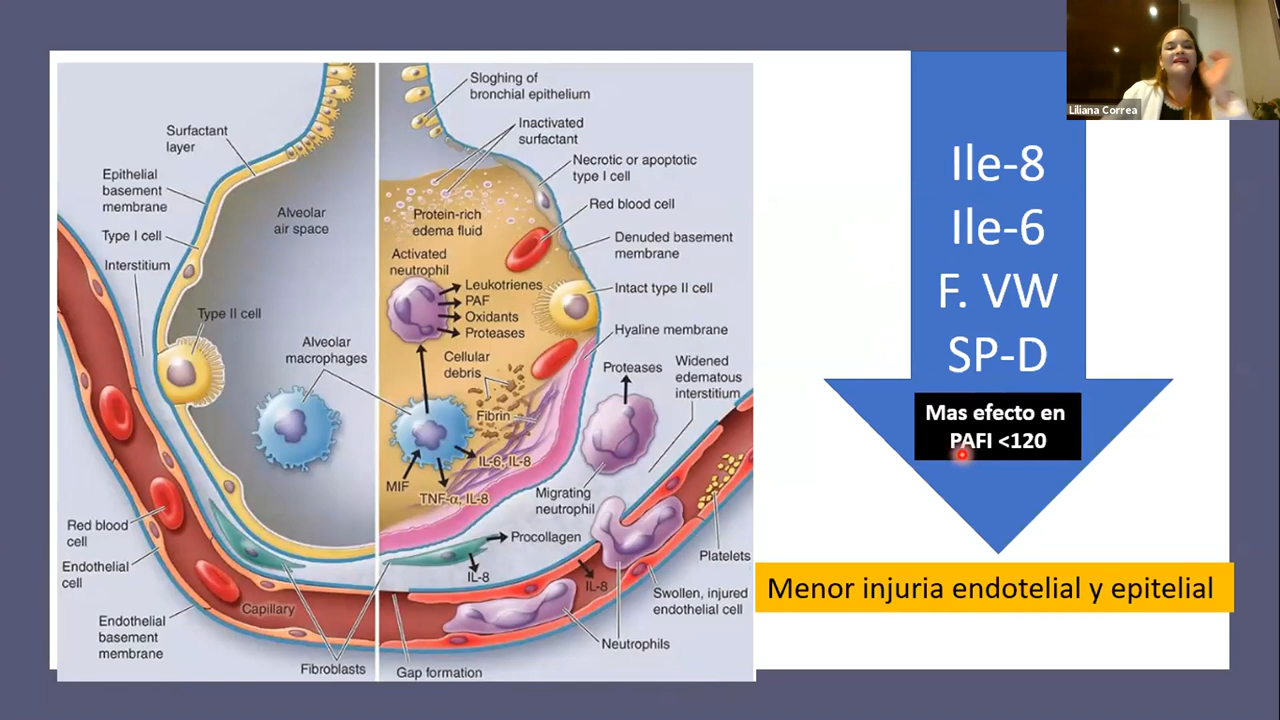 Liliana Correa
Surfactant
layer
Epithelial
basement
membrane
Type I cell
Interstitium
Alveolar
air space
Type II cell
Alveolar
macrophages
Red blood
cell
Endothelial
cell
Endothelial
basement
membrane
Capillary
Fibroblasts
Sloghing of
bronchial epithelium
Inactivated
surfactant
Necrotic or apoptotic
type I cell
Red blood cell
Protein-rich
edema fluid
Denuded basement
membrane
Activated
neutrophil
Leukotrienes
PAF
Oxidants
Proteases
Intact type II cell
Hyaline membrane
Cellular
debris
Proteases
Widened
edematous
interstitium
Fibrin
IL-6, IL-8
MIF
TNF-α, IL-8
Migrating
neutrophil
Procollagen
IL-8
IL-8
Platelets
Swollen, injured
endothelial cell
Neutrophils
Gap formation
Ile-8
Ile-6
F. VW
SP-D
Mas efecto en
PAFI <120
Menor injuria endotelial y epitelial